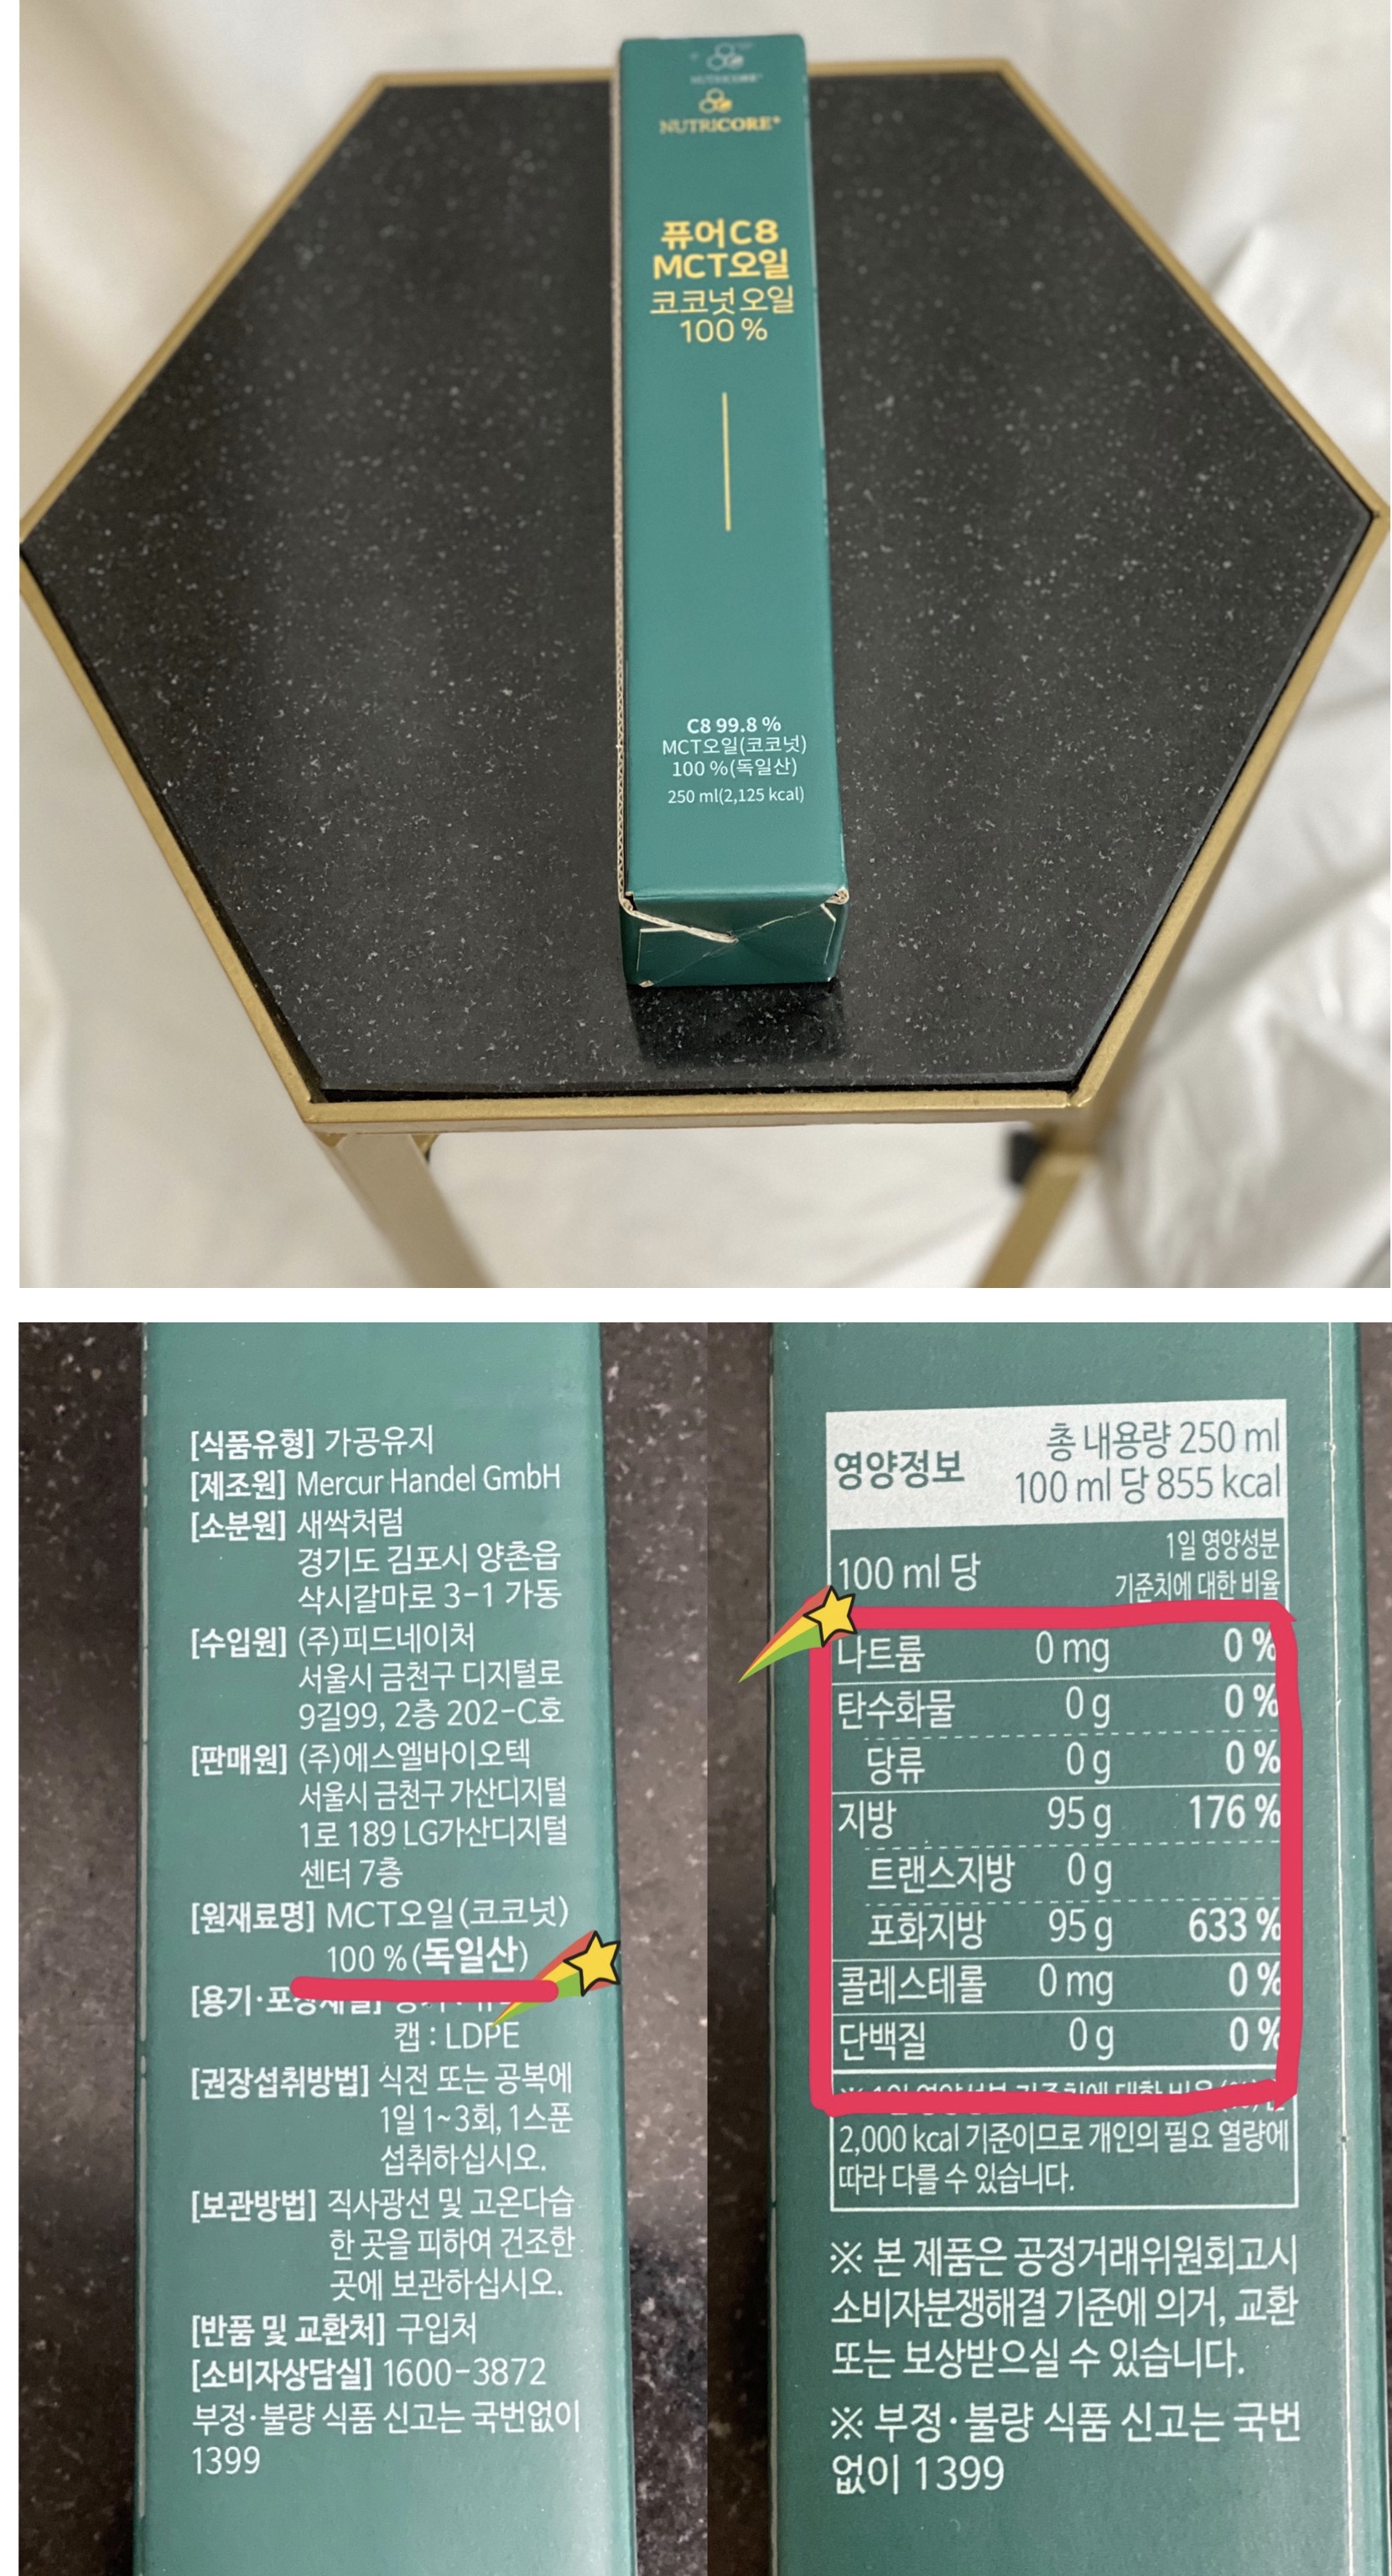 NUTRICORE
NUTRICORE
퓨어C8
MCT오일
코코넛오일
100 %
C8 99.8 %
MCT오일(코코넛)
100 %(독일산)
250 ml(2,125 kcal)
[식품유형] 가공유지
[제조원] Mercur Handel GmbH
[소분원] 새싹처럼
경기도 김포시 양촌읍
삭시갈마로 3-1 가동
[수입원] (주)피드네이처
서울시 금천구 디지털로
9길99, 2층 202-C호
[판매원] (주)에스엘바이오텍
서울시 금천구 가산디지털
1로 189 LG가산디지털
센터 7층
[원재료명] MCT오일(코코넛)
100 %(독일산)
[용기·포장재질]
캡 : LDPE
[권장섭취방법] 식전 또는 공복에
1일 1~3회, 1스푼
섭취하십시오.
[보관방법] 직사광선 및 고온다습
한 곳을 피하여 건조한
곳에 보관하십시오.
[반품 및 교환처] 구입처
[소비자상담실] 1600-3872
부정·불량 식품 신고는 국번없이
1399
영양정보
총 내용량 250 ml
100 ml 당 855 kcal
100 ml 당
1일 영양성분
기준치에 대한 비율
나트륨 0 mg 0 %
탄수화물 0 g 0 %
당류 0 g 0 %
지방 95 g 176 %
트랜스지방 0 g
포화지방 95 g 633 %
콜레스테롤 0 mg 0 %
단백질 0 g 0 %
※ 1일 영양성분 기준치에 대한 비율(%)은
2,000 kcal 기준이므로 개인의 필요 열량에
따라 다를 수 있습니다.
※ 본 제품은 공정거래위원회고시
소비자분쟁해결 기준에 의거, 교환
또는 보상받으실 수 있습니다.
※ 부정·불량 식품 신고는 국번
없이 1399